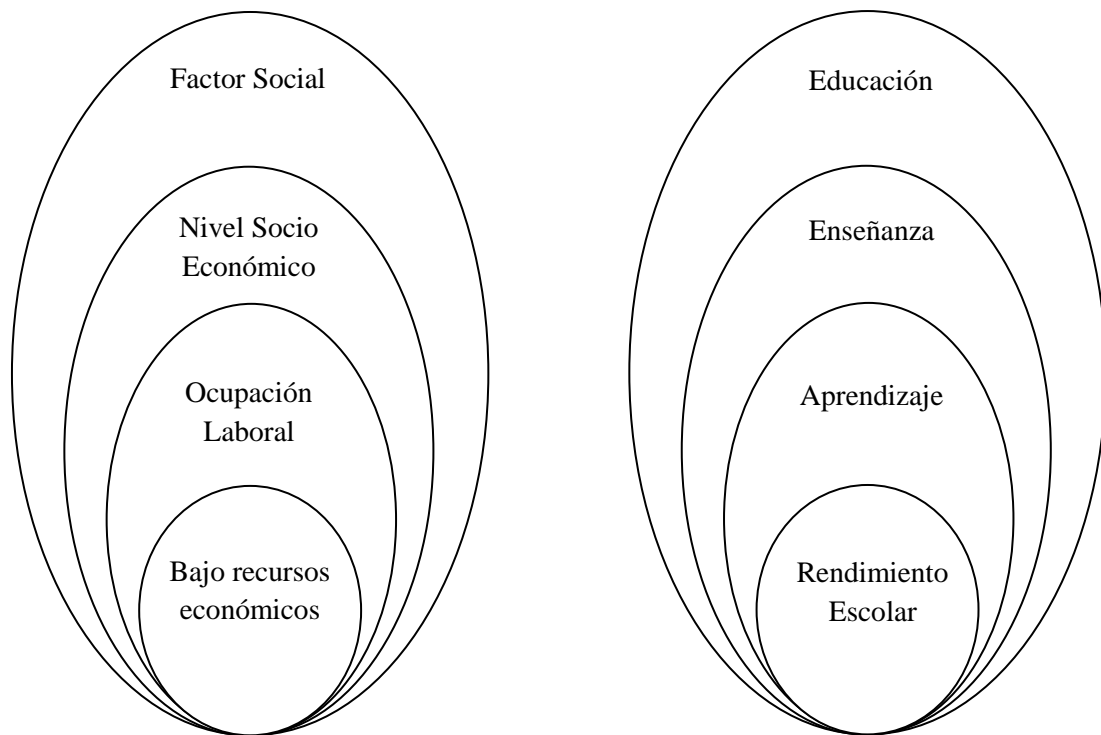 Factor Social
Nivel Socio
Económico
Ocupación
Laboral
Bajo recursos
económicos
Educación
Enseñanza
Aprendizaje
Rendimiento
Escolar